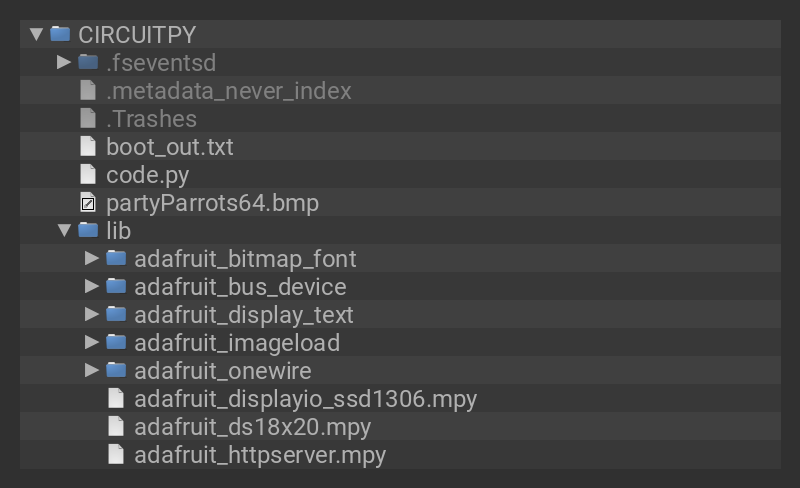 CIRCUITPY
.fseventsd
.metadata_never_index
.Trashes
boot_out.txt
code.py
partyParrots64.bmp
lib
adafruit_bitmap_font
adafruit_bus_device
adafruit_display_text
adafruit_imageload
adafruit_onewire
adafruit_displayio_ssd1306.mpy
adafruit_ds18x20.mpy
adafruit_httpserver.mpy